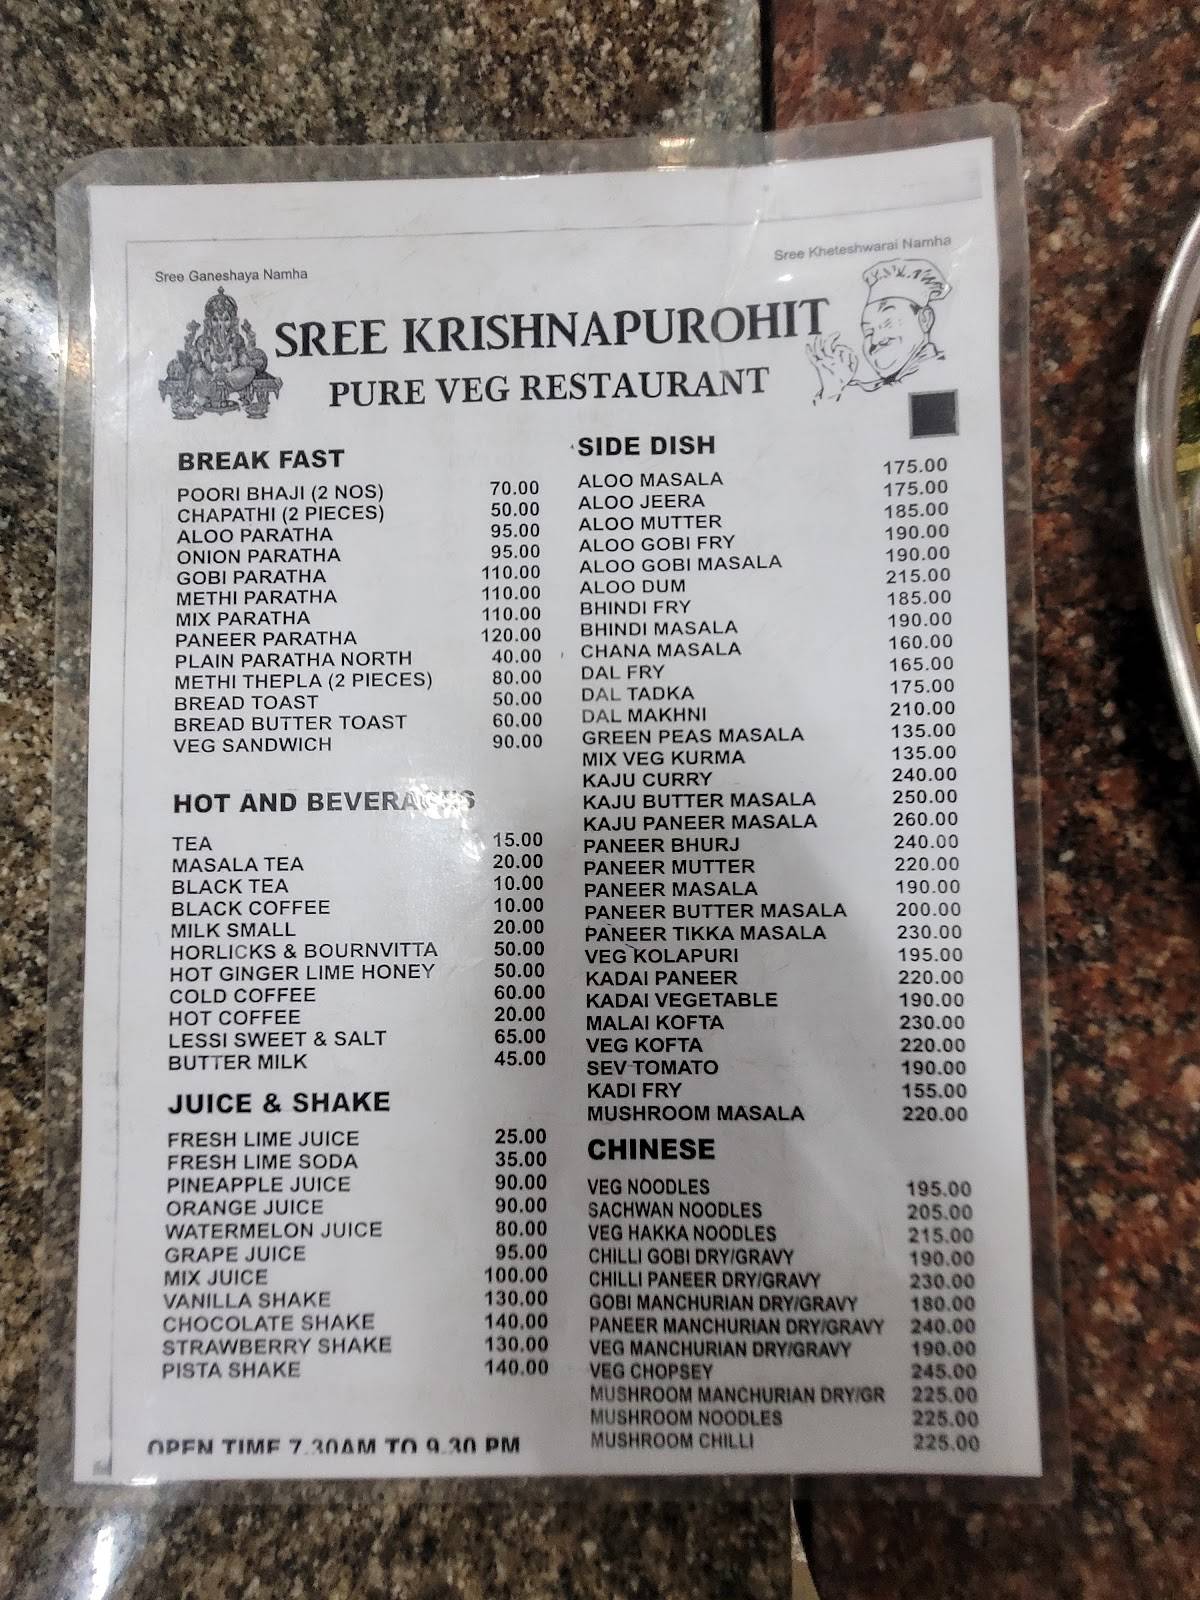 Sree Ganeshaya Namha
Sree Kheteshwarai Namha
SREE KRISHNAPUROHIT
PURE VEG RESTAURANT
BREAK FAST
POORI BHAJI (2 NOS) 70.00
CHAPATHI (2 PIECES) 50.00
ALOO PARATHA 95.00
ONION PARATHA 95.00
GOBI PARATHA 110.00
METHI PARATHA 110.00
MIX PARATHA 110.00
PANEER PARATHA 120.00
PLAIN PARATHA NORTH 40.00
METHI THEPLA (2 PIECES) 80.00
BREAD TOAST 50.00
BREAD BUTTER TOAST 60.00
VEG SANDWICH 90.00
HOT AND BEVERAGES
TEA 15.00
MASALA TEA 20.00
BLACK TEA 10.00
BLACK COFFEE 10.00
MILK SMALL 20.00
HORLICKS & BOURNVITTA 50.00
HOT GINGER LIME HONEY 50.00
COLD COFFEE 60.00
HOT COFFEE 20.00
LESSI SWEET & SALT 65.00
BUTTER MILK 45.00
JUICE & SHAKE
FRESH LIME JUICE 25.00
FRESH LIME SODA 35.00
PINEAPPLE JUICE 90.00
ORANGE JUICE 90.00
WATERMELON JUICE 80.00
GRAPE JUICE 95.00
MIX JUICE 100.00
VANILLA SHAKE 130.00
CHOCOLATE SHAKE 140.00
STRAWBERRY SHAKE 130.00
PISTA SHAKE 140.00
OPEN TIME 7.30AM TO 9.30 PM
SIDE DISH
ALOO MASALA 175.00
ALOO JEERA 175.00
ALOO MUTTER 185.00
ALOO GOBI FRY 190.00
ALOO GOBI MASALA 190.00
ALOO DUM 215.00
BHINDI FRY 185.00
BHINDI MASALA 190.00
CHANA MASALA 160.00
DAL FRY 165.00
DAL TADKA 175.00
DAL MAKHNI 210.00
GREEN PEAS MASALA 135.00
MIX VEG KURMA 135.00
KAJU CURRY 240.00
KAJU BUTTER MASALA 250.00
KAJU PANEER MASALA 260.00
PANEER BHURJ 240.00
PANEER MUTTER 220.00
PANEER MASALA 190.00
PANEER BUTTER MASALA 200.00
PANEER TIKKA MASALA 230.00
VEG KOLAPURI 195.00
KADAI PANEER 220.00
KADAI VEGETABLE 190.00
MALAI KOFTA 230.00
VEG KOFTA 220.00
SEV TOMATO 190.00
KADI FRY 155.00
MUSHROOM MASALA 220.00
CHINESE
VEG NOODLES 195.00
SACHWAN NOODLES 205.00
VEG HAKKA NOODLES 215.00
CHILLI GOBI DRY/GRAVY 190.00
CHILLI PANEER DRY/GRAVY 230.00
GOBI MANCHURIAN DRY/GRAVY 180.00
PANEER MANCHURIAN DRY/GRAVY 240.00
VEG MANCHURIAN DRY/GRAVY 190.00
VEG CHOPSEY 245.00
MUSHROOM MANCHURIAN DRY/GR 225.00
MUSHROOM NOODLES 225.00
MUSHROOM CHILLI 225.00